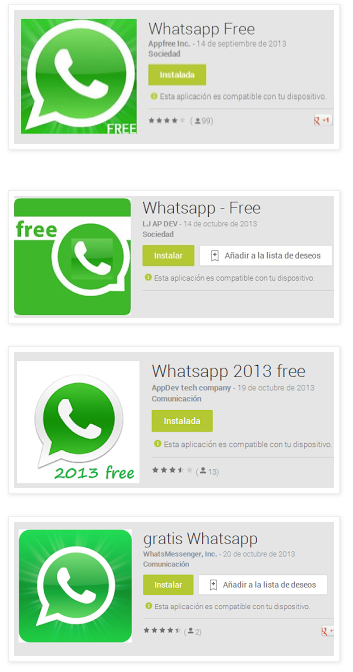 FREE
Whatsapp Free
Appfree Inc. - 14 de septiembre de 2013
Sociedad
Instalada
Esta aplicación es compatible con tu dispositivo.
(99)
g +1
free
Whatsapp - Free
LJ AP DEV - 14 de octubre de 2013
Sociedad
Instalar
Añadir a la lista de deseos
Esta aplicación es compatible con tu dispositivo.
2013 free
Whatsapp 2013 free
AppDev tech company - 19 de octubre de 2013
Comunicación
Instalada
Esta aplicación es compatible con tu dispositivo.
(13)
gratis Whatsapp
WhatsMessenger, Inc. - 20 de octubre de 2013
Comunicación
Instalar
Añadir a la lista de deseos
Esta aplicación es compatible con tu dispositivo.
(2)
g +